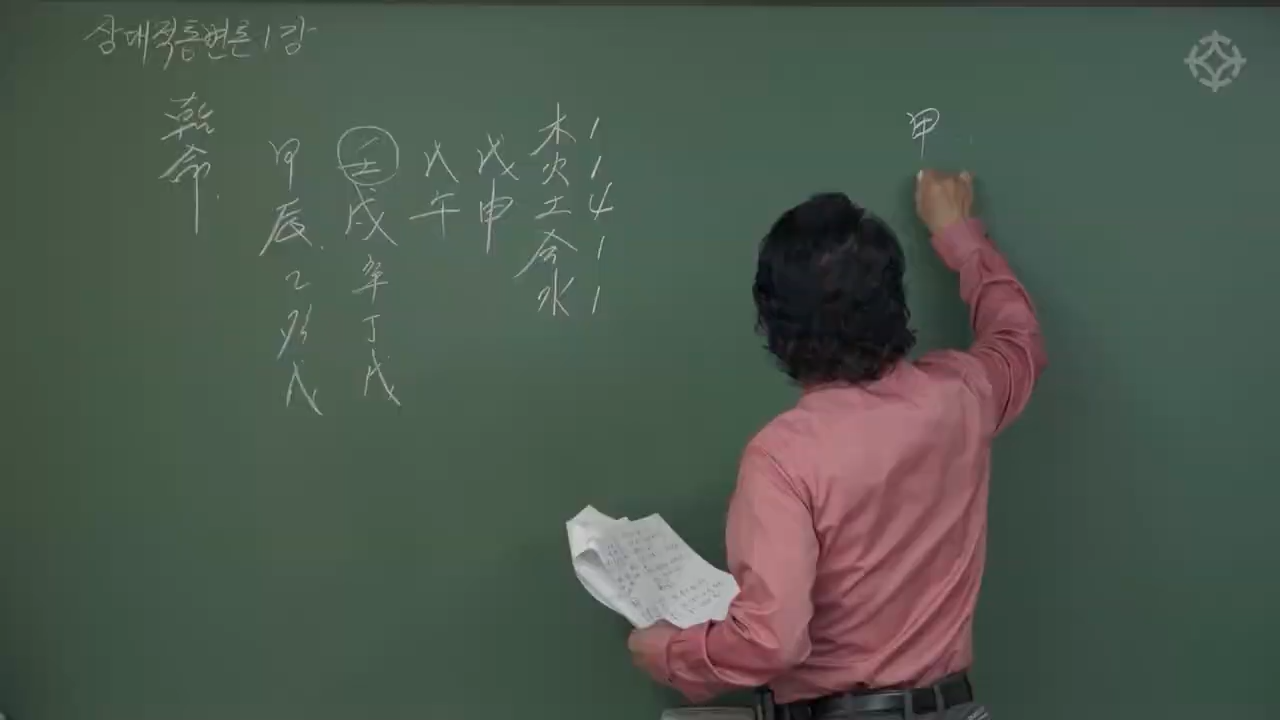 상대적통변론 1강
乾命
甲 壬 戊 戊
辰 戌 午 申
乙 辛
癸 丁
戊 戊
木 1
火 1
土 4
金 1
水 1
甲